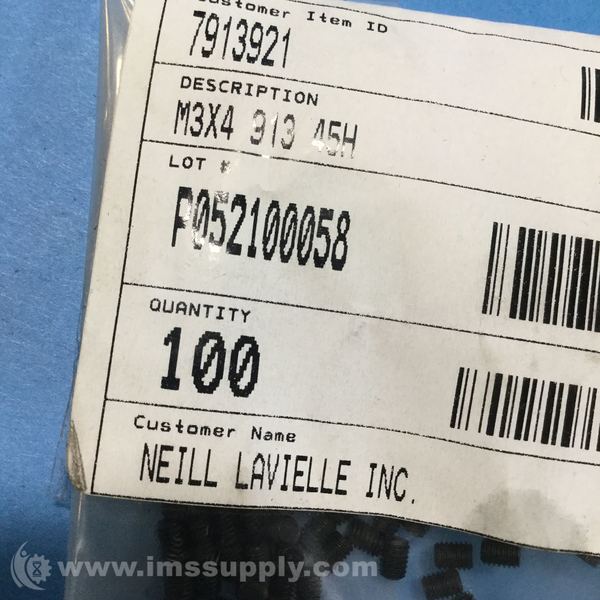 Customer Item ID
7913921
DESCRIPTION
M3X4 913 45H
LOT #
P052100058
QUANTITY
100
Customer Name
NEILL LAVIELLE INC.
www.imssupply.com